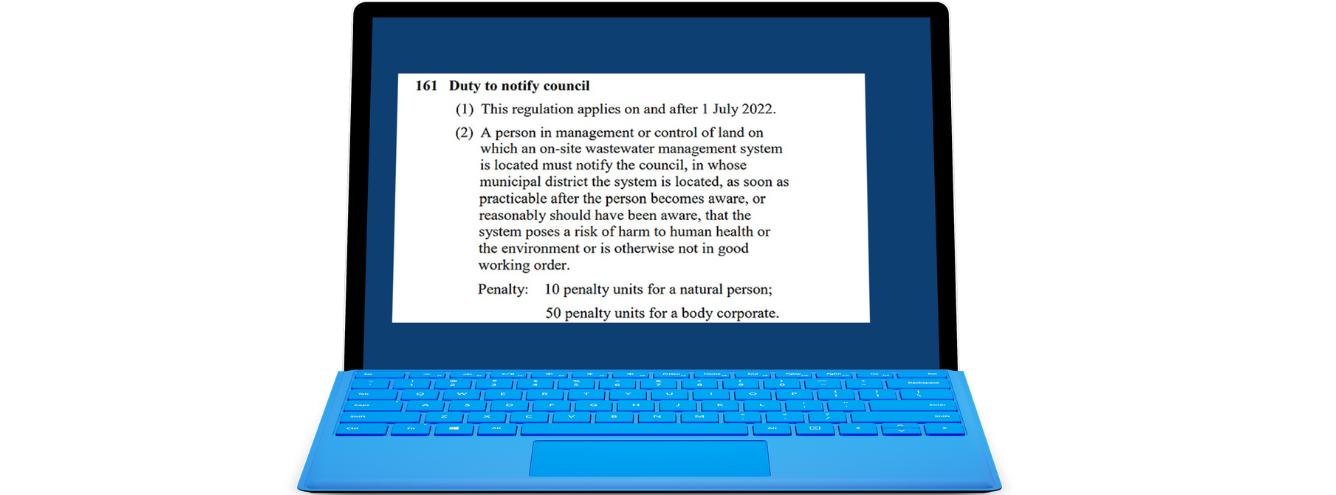 161 Duty to notify council
(1) This regulation applies on and after 1 July 2022.
(2) A person in management or control of land on
which an on-site wastewater management system
is located must notify the council, in whose
municipal district the system is located, as soon as
practicable after the person becomes aware, or
reasonably should have been aware, that the
system poses a risk of harm to human health or
the environment or is otherwise not in good
working order.
Penalty: 10 penalty units for a natural person;
50 penalty units for a body corporate.
Q W E R T Y U I O P
A S D F G H J K L
Z X C V B N M